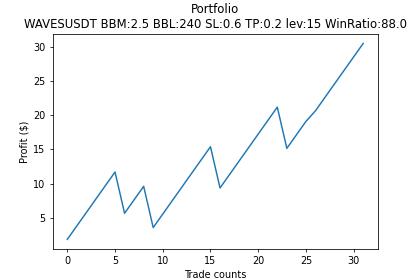 Portfolio
WAVESUSDT BBM:2.5 BBL:240 SL:0.6 TP:0.2 lev:15 WinRatio:88.0
30
25
20
15
10
5
Profit ($)
0 5 10 15 20 25 30
Trade counts